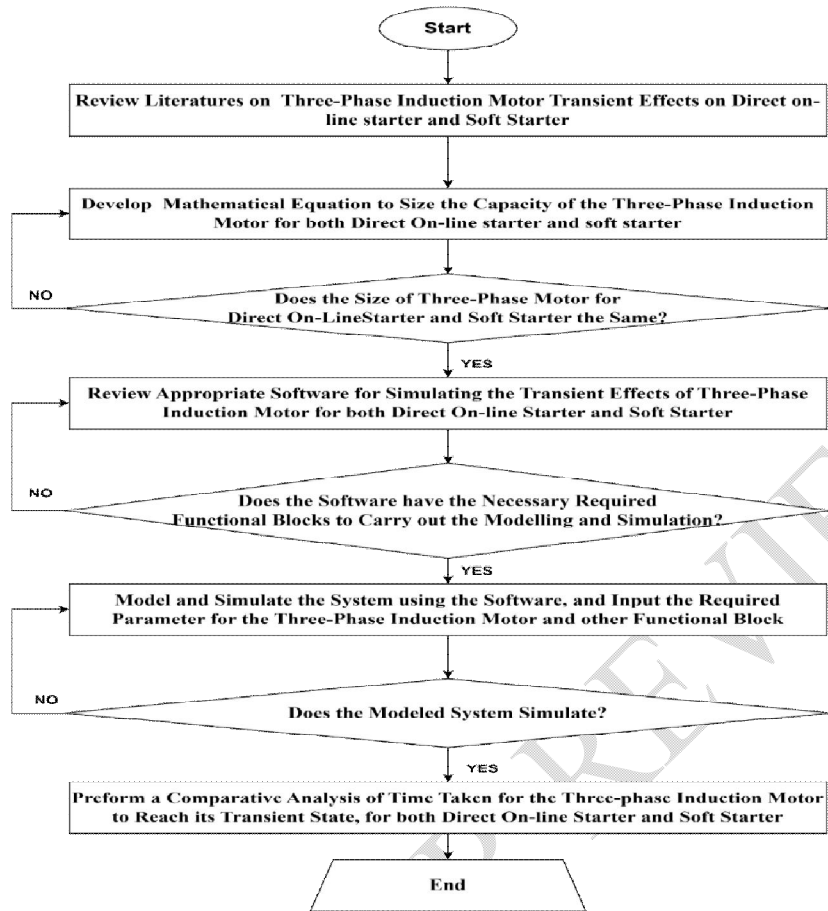 Start
Review Literatures on Three-Phase Induction Motor Transient Effects on Direct on-
line starter and Soft Starter
Develop Mathematical Equation to Size the Capacity of the Three-Phase Induction
Motor for both Direct On-line starter and soft starter
NO
Does the Size of Three-Phase Motor for
Direct On-LineStarter and Soft Starter the Same?
YES
Review Appropriate Software for Simulating the Transient Effects of Three-Phase
Induction Motor for both Direct On-line Starter and Soft Starter
NO
Does the Software have the Necessary Required
Functional Blocks to Carry out the Modelling and Simulation?
YES
Model and Simulate the System using the Software, and Input the Required
Parameter for the Three-Phase Induction Motor and other Functional Block
NO
Does the Modeled System Simulate?
YES
Preform a Comparative Analysis of Time Taken for the Three-phase Induction Motor
to Reach its Transient State, for both Direct On-line Starter and Soft Starter
End